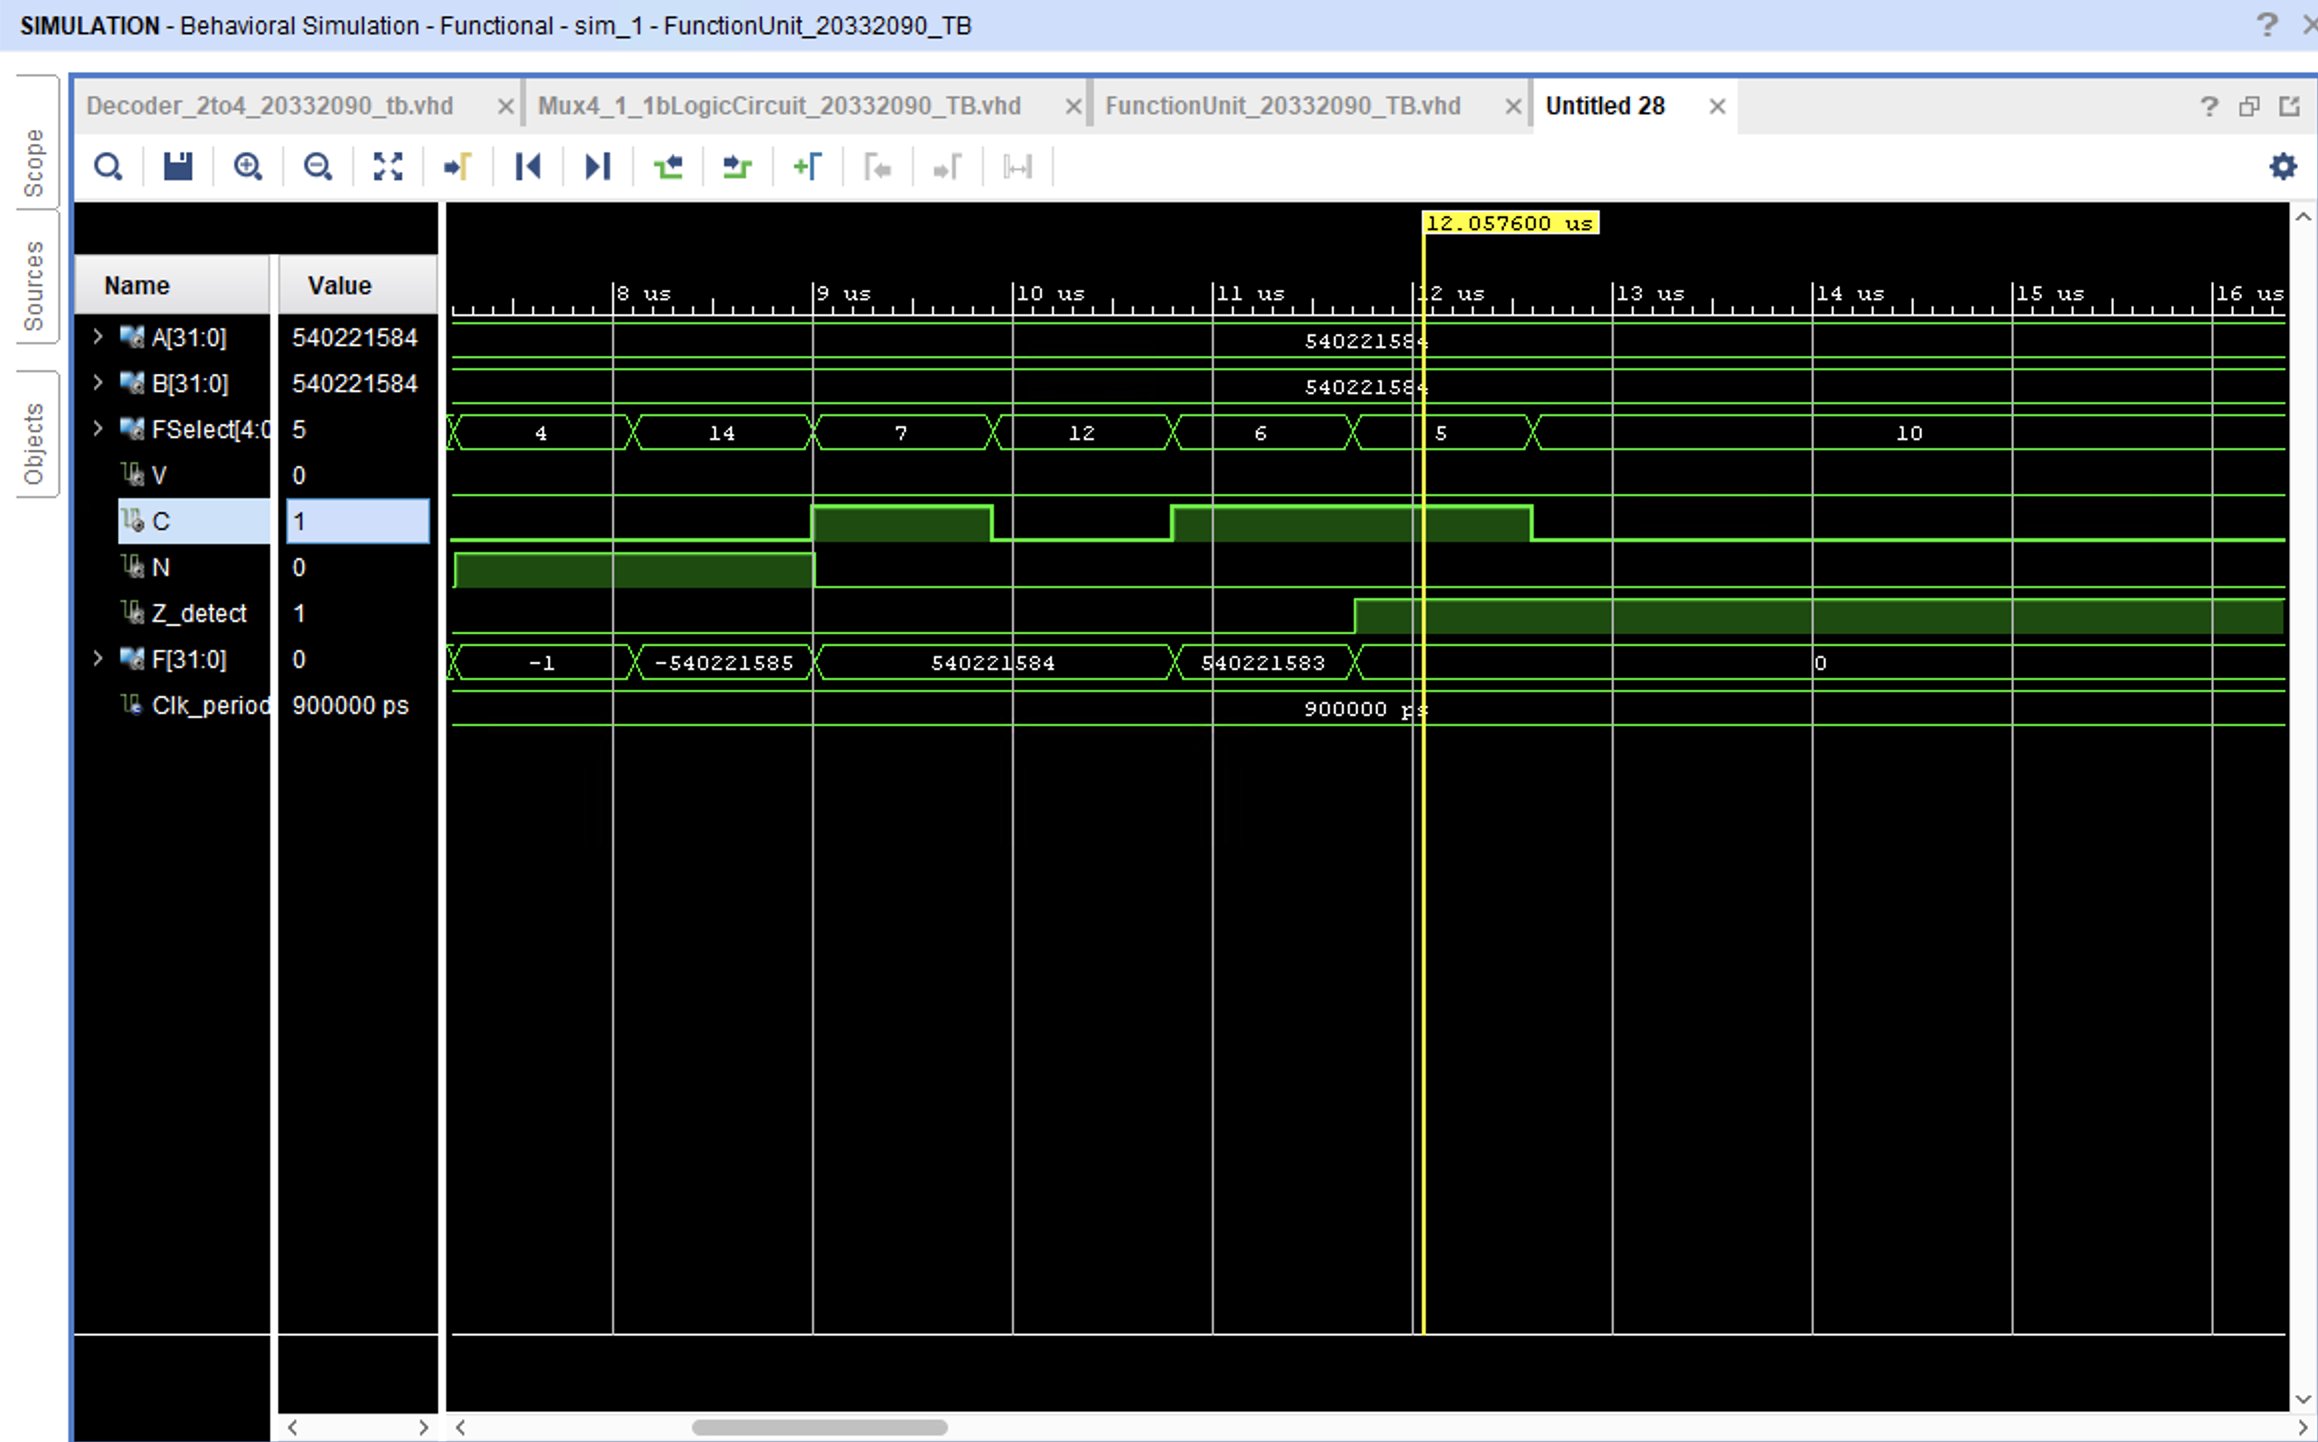 SIMULATION - Behavioral Simulation - Functional - sim_1 - FunctionUnit_20332090_TB
? ×
Scope
Sources
Objects
Decoder_2to4_20332090_tb.vhd × Mux4_1_1bLogicCircuit_20332090_TB.vhd × FunctionUnit_20332090_TB.vhd × Untitled 28 × ?
12.057600 us
Name Value
8 us 9 us 10 us 11 us 12 us 13 us 14 us 15 us 16 us
A[31:0] 540221584 540221584
B[31:0] 540221584 540221584
FSelect[4:0 5 4 14 7 12 6 5 10
V 0
C 1
N 0
Z_detect 1
F[31:0] 0 -1 -540221585 540221584 540221583 0
Clk_period 900000 ps 900000 ps